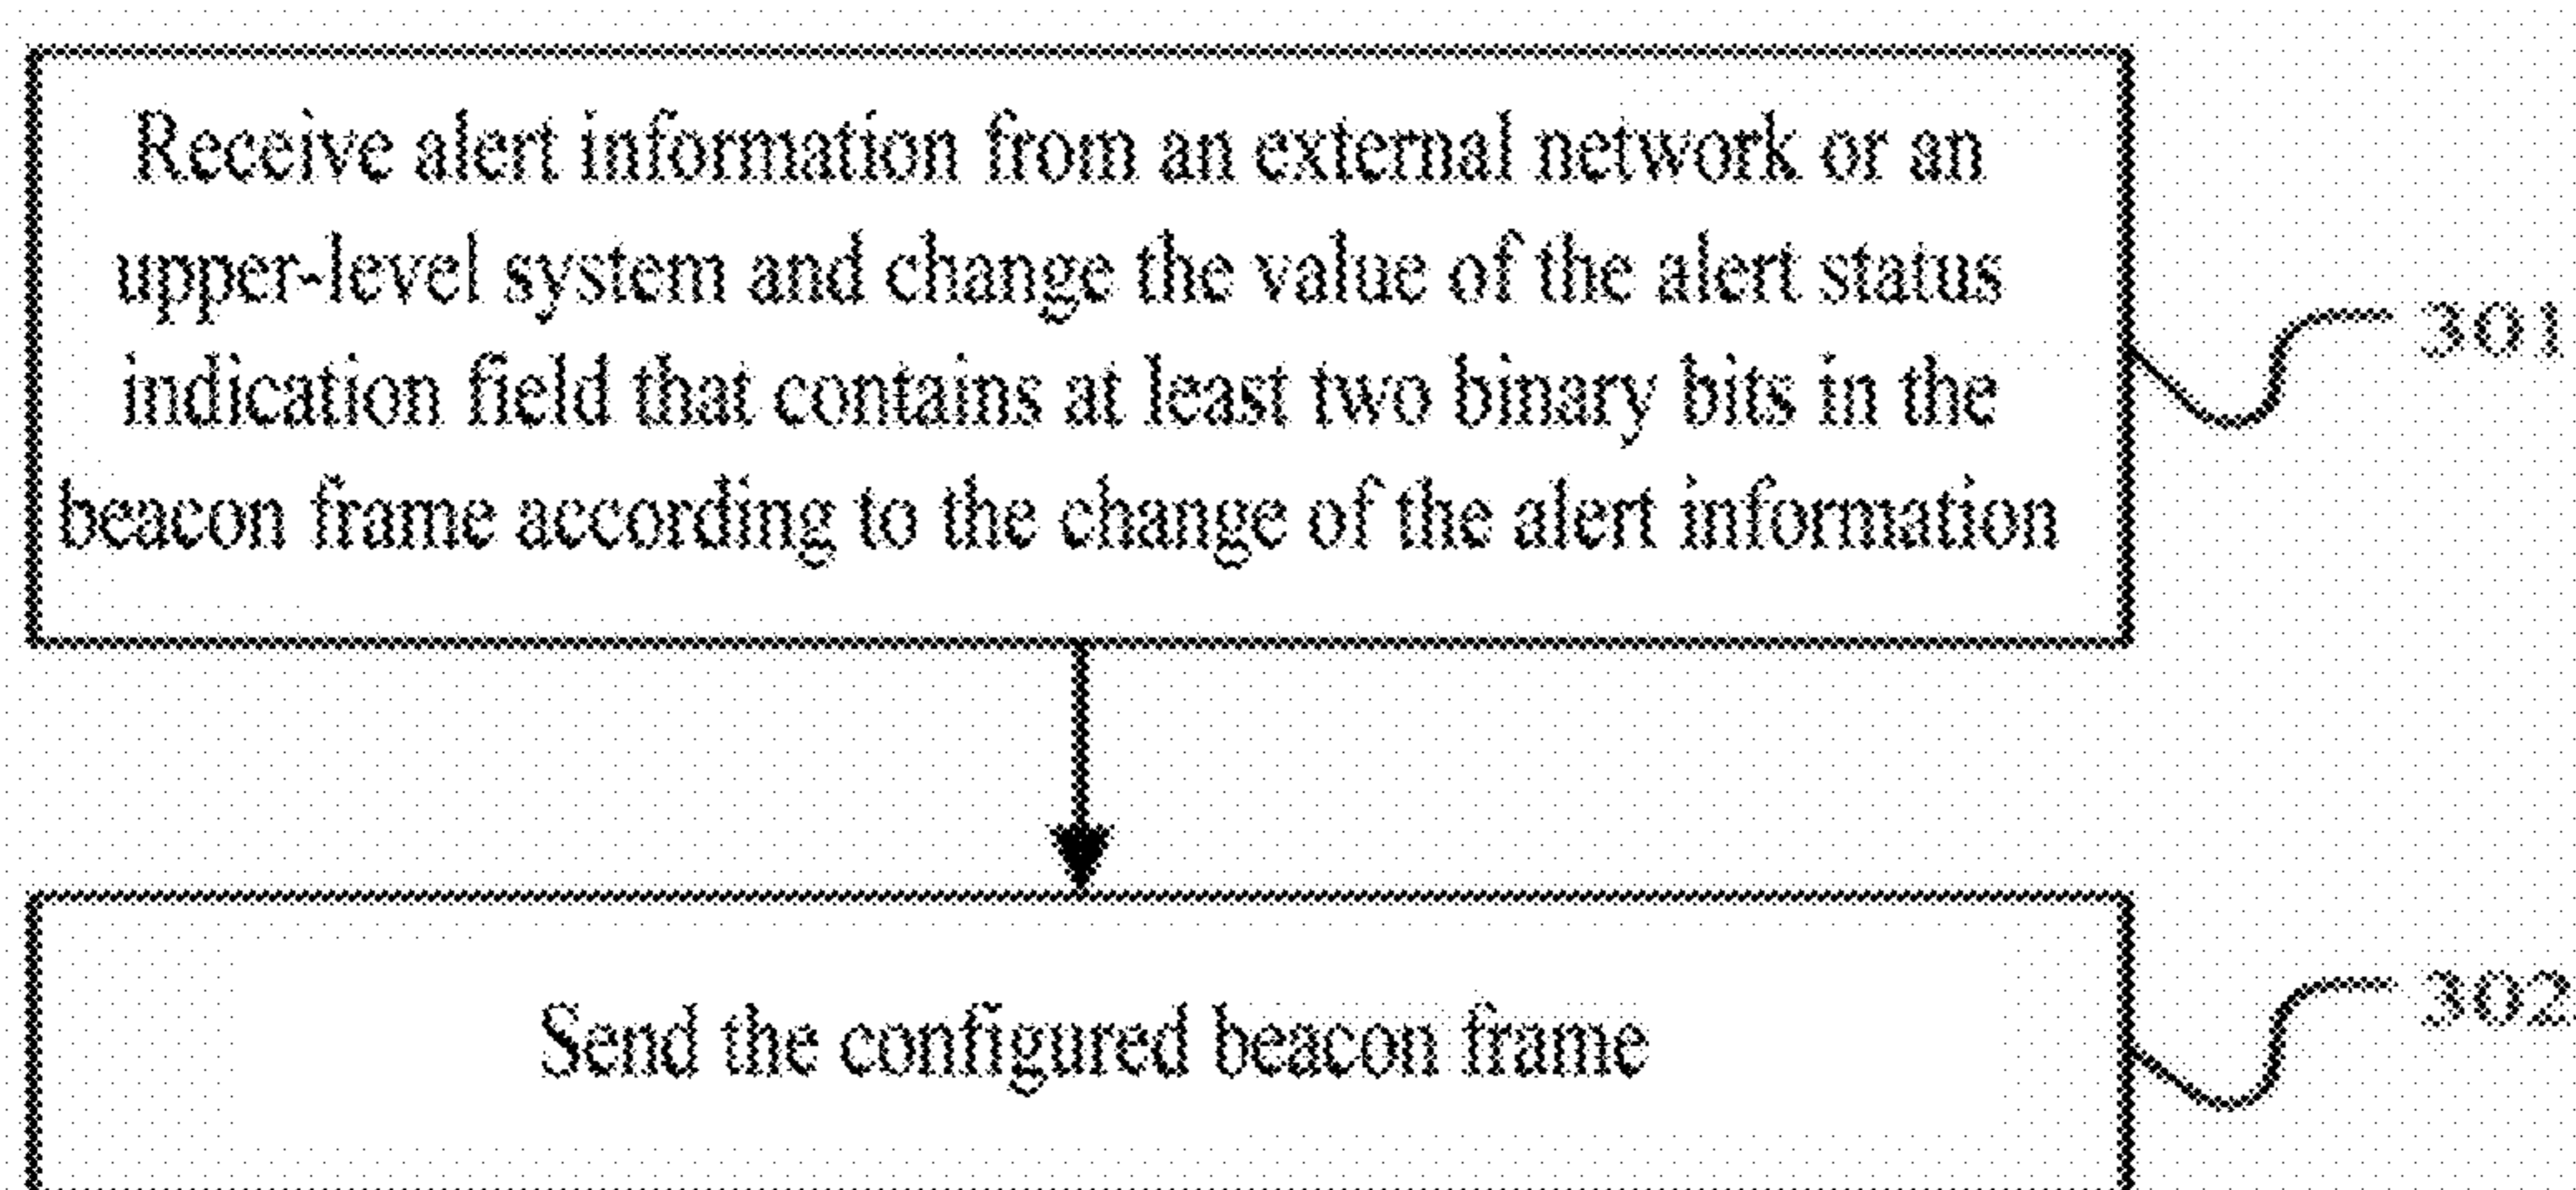 Receive alert information from an external network or an
upper-level system and change the value of the alert status
indication field that contains at least two binary bits in the
beacon frame according to the change of the alert information
301
Send the configured beacon frame
302